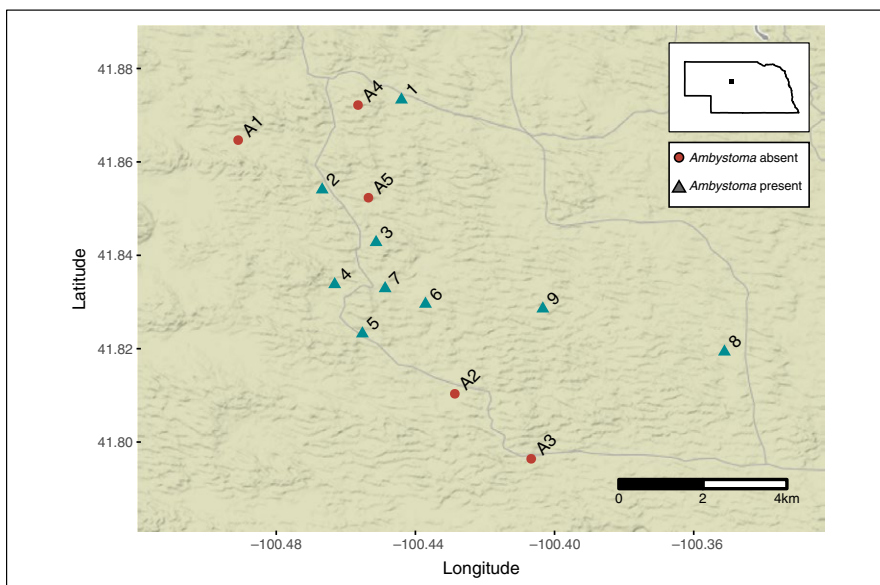 41.88
41.86
41.84
41.82
41.80
Latitude
A4
1
A1
2
A5
3
4
7
6
9
5
8
A2
A3
Ambystoma absent
Ambystoma present
0 2 4km
−100.48 −100.44 −100.40 −100.36
Longitude